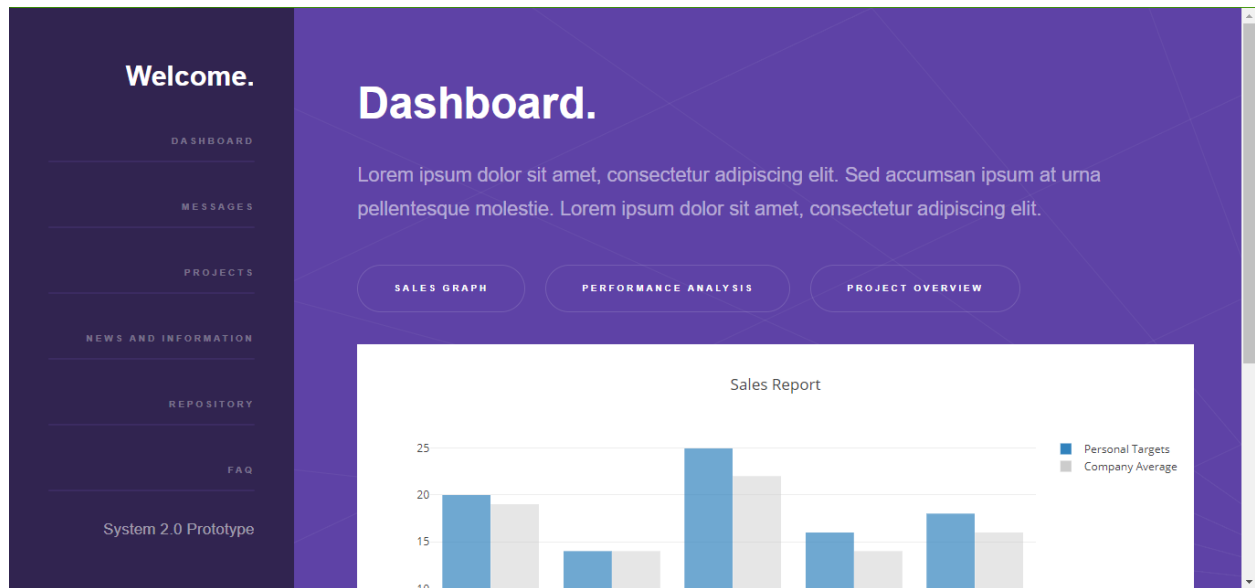 Welcome.
DASHBOARD
MESSAGES
PROJECTS
NEWS AND INFORMATION
REPOSITORY
FAQ
System 2.0 Prototype
Dashboard.
Lorem ipsum dolor sit amet, consectetur adipiscing elit. Sed accumsan ipsum at urna
pellentesque molestie. Lorem ipsum dolor sit amet, consectetur adipiscing elit.
SALES GRAPH
PERFORMANCE ANALYSIS
PROJECT OVERVIEW
Sales Report
25
20
15
10
Personal Targets
Company Average